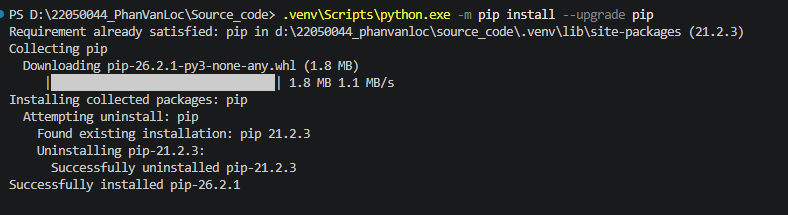 PS D:\22050044_PhanVanLoc\Source_code> .venv\Scripts\python.exe -m pip install --upgrade pip
Requirement already satisfied: pip in d:\22050044_phanvanloc\source_code\.venv\lib\site-packages (21.2.3)
Collecting pip
  Downloading pip-26.2.1-py3-none-any.whl (1.8 MB)
     |████████████████████████████████| 1.8 MB 1.1 MB/s
Installing collected packages: pip
  Attempting uninstall: pip
    Found existing installation: pip 21.2.3
    Uninstalling pip-21.2.3:
      Successfully uninstalled pip-21.2.3
Successfully installed pip-26.2.1